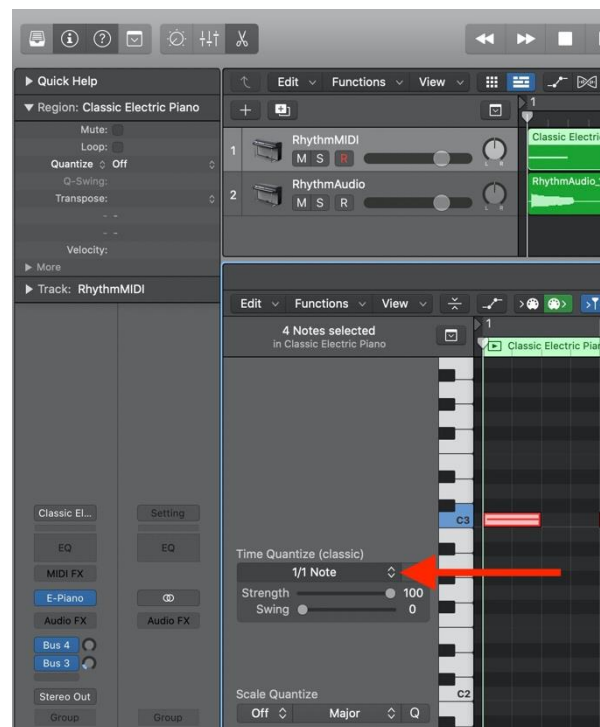 Quick Help
Region: Classic Electric Piano
Mute:
Loop:
Quantize Off
Q-Swing:
Transpose:
- -
- -
Velocity:
More
Track: RhythmMIDI
Classic El...
Setting
EQ
EQ
MIDI FX
E-Piano
Audio FX
Audio FX
Bus 4
Bus 3
Stereo Out
Group
Group
Edit Functions View
1
1 RhythmMIDI
M S R
L R
Classic Electri
2 RhythmAudio
M S R
L R
RhythmAudio_
Edit Functions View
4 Notes selected
in Classic Electric Piano
1
Classic Electric Pian
C3
Time Quantize (classic)
1/1 Note
Strength 100
Swing 0
C2
Scale Quantize
Off Major Q